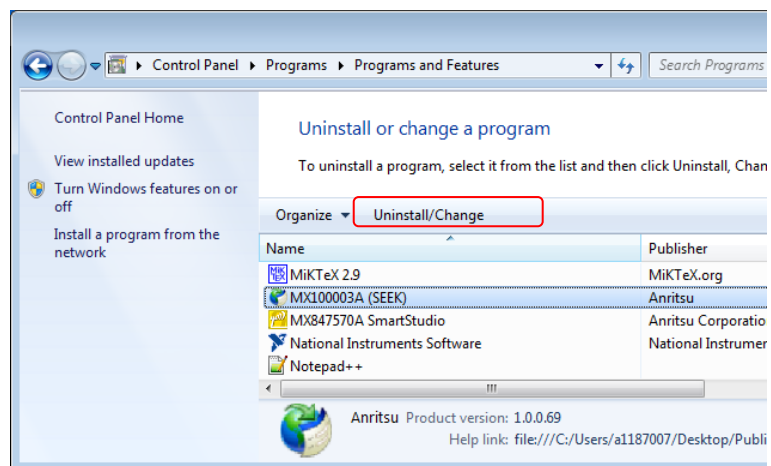 Control Panel Programs Programs and Features Search Programs
Control Panel Home
View installed updates
Turn Windows features on or
off
Install a program from the
network
Uninstall or change a program
To uninstall a program, select it from the list and then click Uninstall, Chan
Organize Uninstall/Change
Name Publisher
MiKTeX 2.9 MiKTeX.org
MX100003A (SEEK) Anritsu
MX847570A SmartStudio Anritsu Corporatio
National Instruments Software National Instrumen
Notepad++
Anritsu Product version: 1.0.0.69
Help link: file:///C:/Users/a1187007/Desktop/Publi